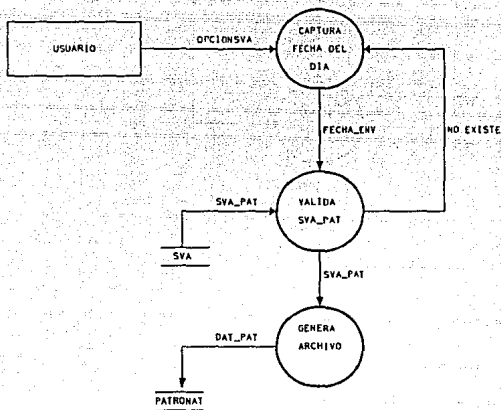 USUARIO
OPCIONSVA
CAPTURA
FECHA DEL
DIA
FECHA_ENV
NO EXISTE
SVA_PAT
VALIDA
SVA_PAT
SVA
SVA_PAT
GENERA
ARCHIVO
DAT_PAT
PATRONAT